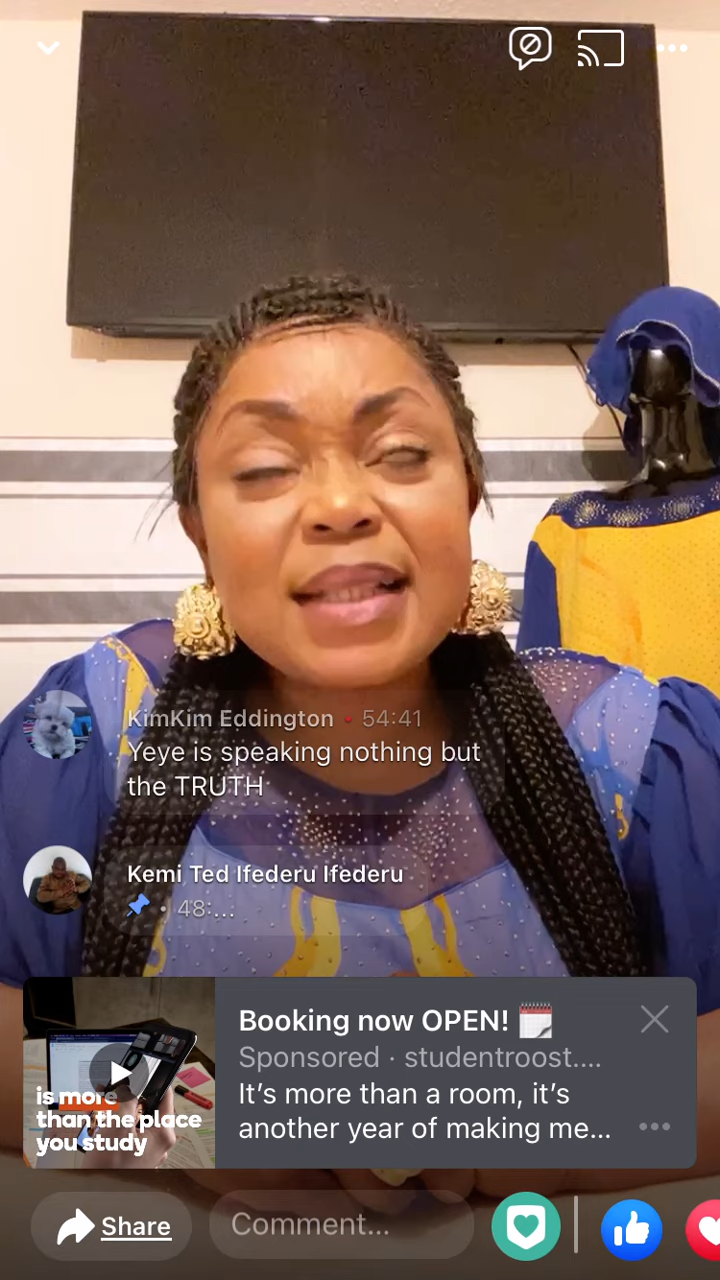 KimKim Eddington • 54:41
Yeye is speaking nothing but
the TRUTH
Kemi Ted Ifederu Ifederu
📌 • 48:...
is more
than the place
you study
Booking now OPEN! 🗓️
Sponsored · studentroost....
It's more than a room, it's
another year of making me...
Share
Comment...